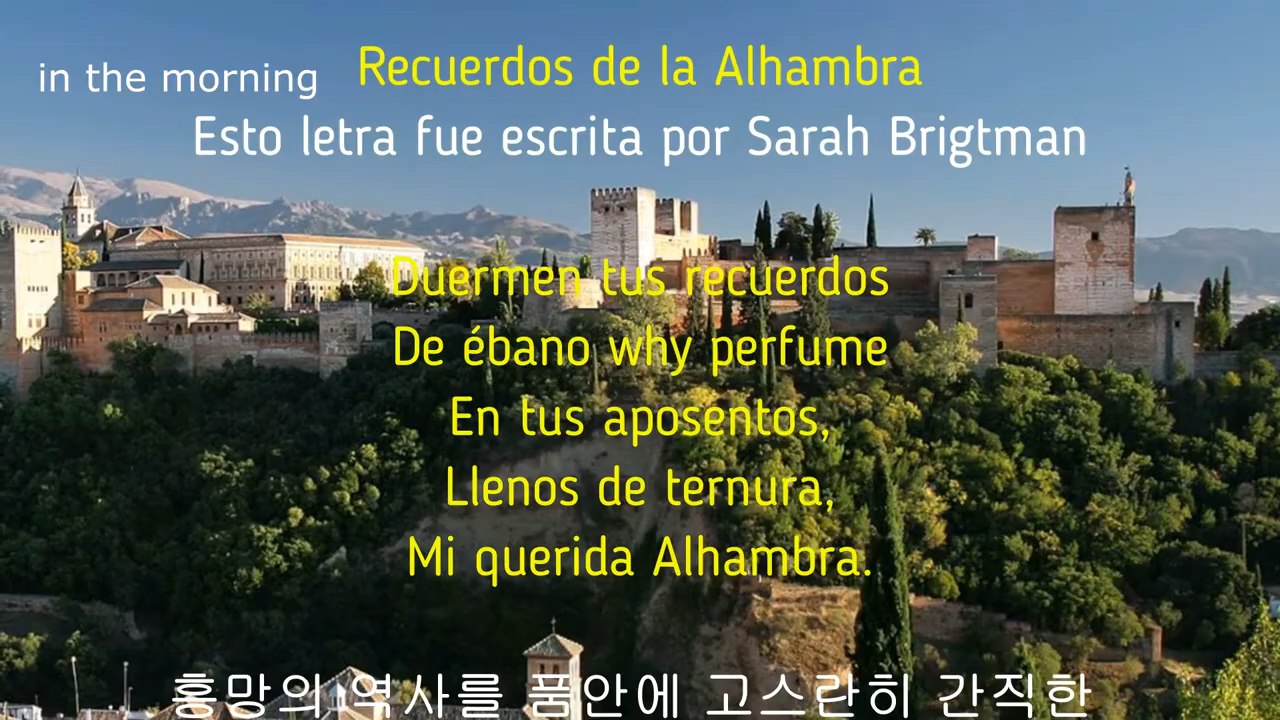 in the morning
Recuerdos de la Alhambra
Esto letra fue escrita por Sarah Brigtman
Duermen tus recuerdos
De ébano why perfume
En tus aposentos,
Llenos de ternura,
Mi querida Alhambra.
흥망의 역사를 품안에 고스란히 간직한